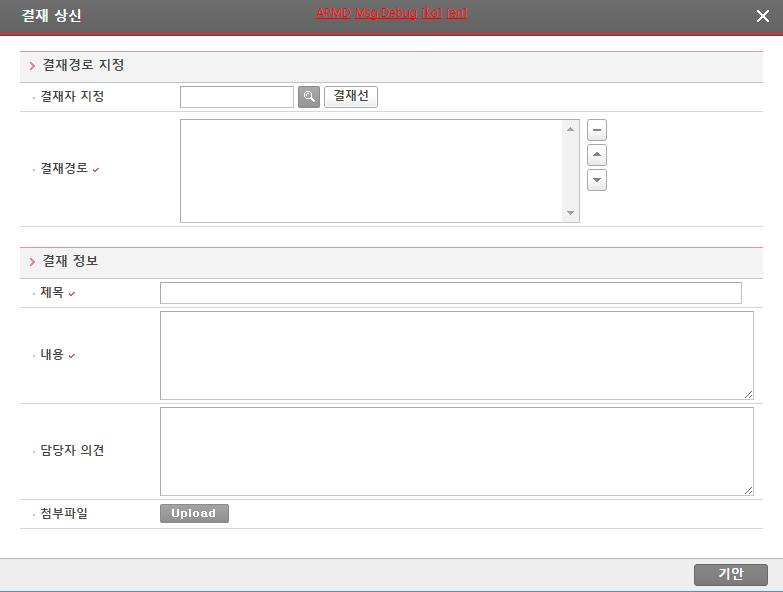 결재 상신
APMD Msg Debug [ko] [en]
결재경로 지정
결재자 지정
결재선
결재경로
결재 정보
제목
내용
담당자 의견
첨부파일
Upload
기안